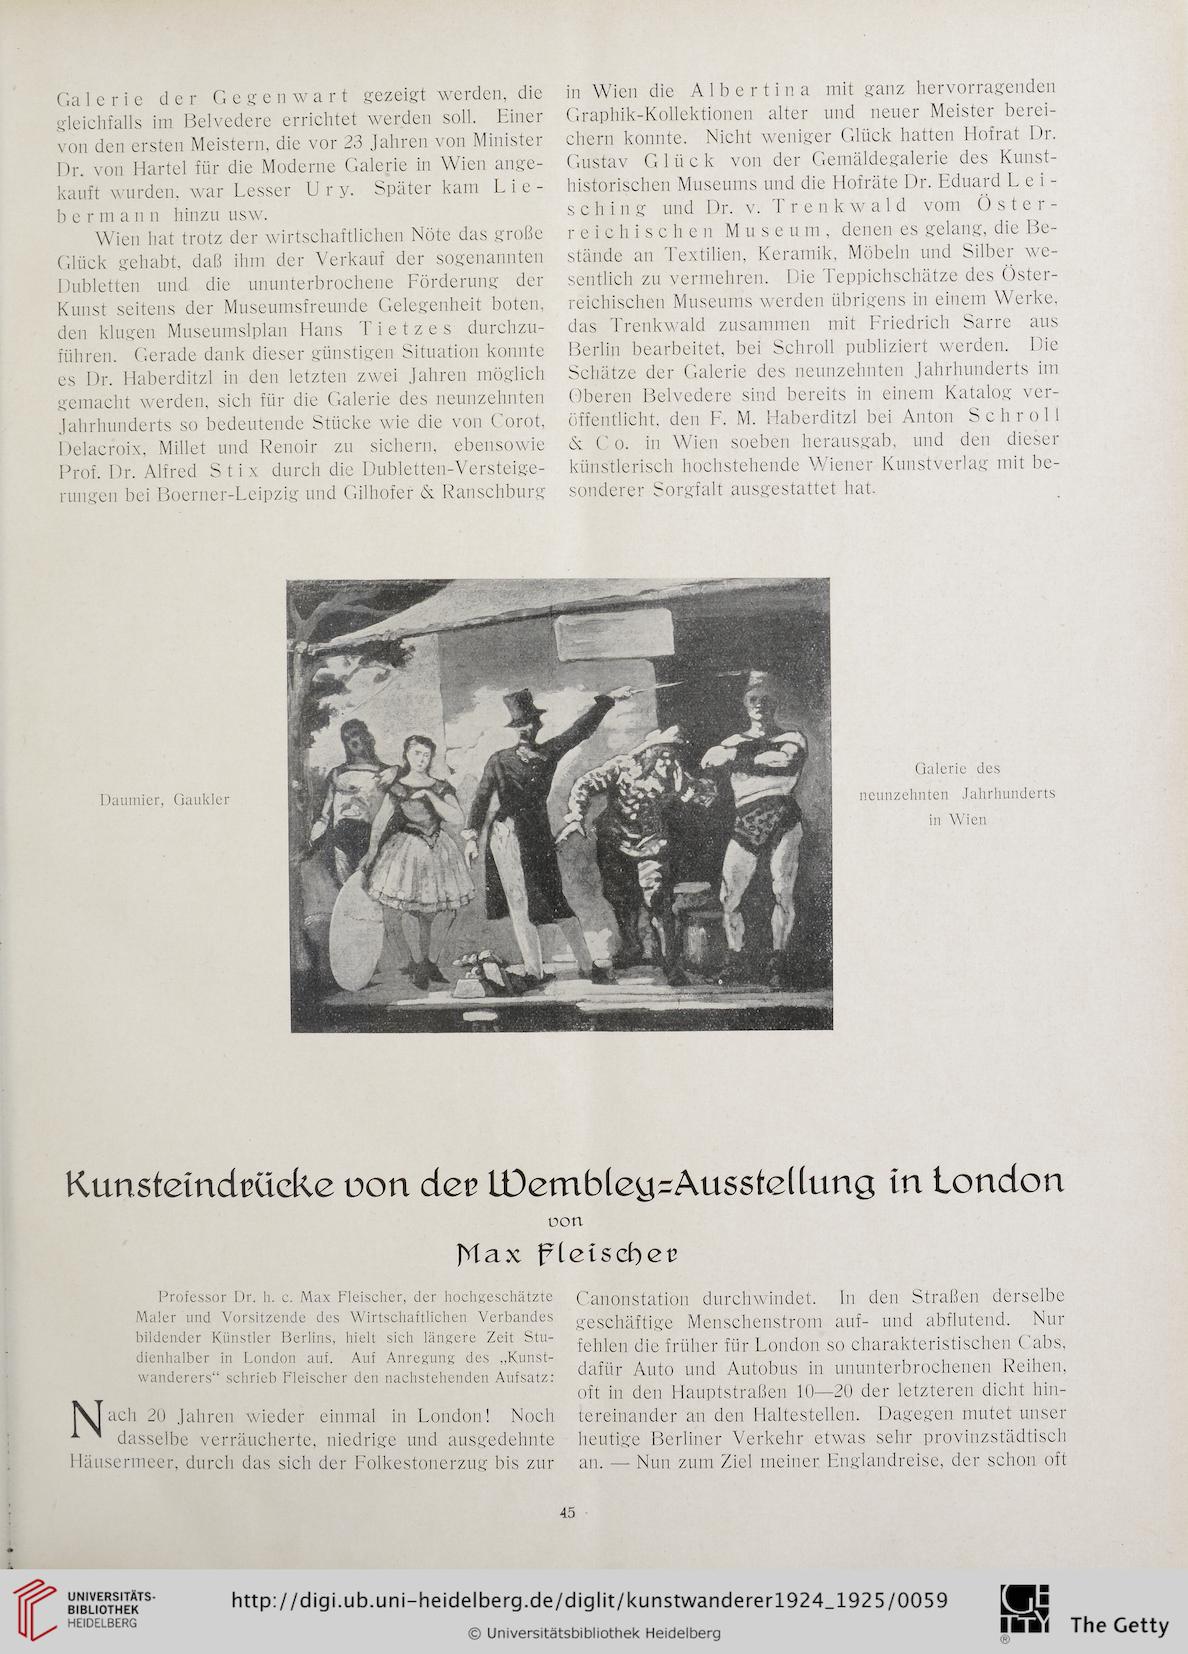 Galerie der Gegenwart gezeigt werden, die
gleichfalls im Belvedere errichtet werden soll. Einer
von den ersten Meistern, die vor 23 Jahren von Minister
Dr. von Hartel für die Moderne Galerie in Wien ange-
kauft wurden, war Lesser Ury. Später kam Lie-
bermann hinzu usw.
Wien hat trotz der wirtschaftlichen Nöte das große
Glück gehabt, daß ihm der Verkauf der sogenannten
Dubletten und die ununterbrochene Förderung der
Kunst seitens der Museumsfreunde Gelegenheit boten,
den klugen Museumslplan Hans Tietzes durchzu-
führen. Gerade dank dieser günstigen Situation konnte
es Dr. Haberditzl in den letzten zwei Jahren möglich
gemacht werden, sich für die Galerie des neunzehnten
Jahrhunderts so bedeutende Stücke wie die von Corot,
Delacroix, Millet und Renoir zu sichern, ebensowie
Prof. Dr. Alfred Stix durch die Dubletten-Versteige-
rungen bei Boerner-Leipzig und Gilhofer & Ranschburg
in Wien die Albertina mit ganz hervorragenden
Graphik-Kollektionen alter und neuer Meister berei-
chern konnte. Nicht weniger Glück hatten Hofrat Dr.
Gustav Glück von der Gemäldegalerie des Kunst-
historischen Museums und die Hofräte Dr. Eduard Lei-
sching und Dr. v. Trenkwald vom Öster-
reichischen Museum, denen es gelang, die Be-
stände an Textilien, Keramik, Möbeln und Silber we-
sentlich zu vermehren. Die Teppichschätze des Öster-
reichischen Museums werden übrigens in einem Werke,
das Trenkwald zusammen mit Friedrich Sarre aus
Berlin bearbeitet, bei Schroll publiziert werden. Die
Schätze der Galerie des neunzehnten Jahrhunderts im
Oberen Belvedere sind bereits in einem Katalog ver-
öffentlicht, den F. M. Haberditzl bei Anton Schroll
& Co. in Wien soeben herausgab, und den dieser
künstlerisch hochstehende Wiener Kunstverlag mit be-
sonderer Sorgfalt ausgestattet hat.
Daumier, Gaukler
Galerie des
neunzehnten Jahrhunderts
in Wien
Kunsteindrücke von der Wembley=Ausstellung in London
von
Max Fleischer
Professor Dr. h. c. Max Fleischer, der hochgeschätzte
Maler und Vorsitzende des Wirtschaftlichen Verbandes
bildender Künstler Berlins, hielt sich längere Zeit Stu-
dienhalber in London auf. Auf Anregung des „Kunst-
wanderers“ schrieb Fleischer den nachstehenden Aufsatz:
Nach 20 Jahren wieder einmal in London! Noch
dasselbe verräucherte, niedrige und ausgedehnte
Häusermeer, durch das sich der Folkestonerzug bis zur
Canonstation durchwindet. In den Straßen derselbe
geschäftige Menschenstrom auf- und abflutend. Nur
fehlen die früher für London so charakteristischen Cabs,
dafür Auto und Autobus in ununterbrochenen Reihen,
oft in den Hauptstraßen 10—20 der letzteren dicht hin-
tereinander an den Haltestellen. Dagegen mutet unser
heutige Berliner Verkehr etwas sehr provinzstädtisch
an. — Nun zum Ziel meiner Englandreise, der schon oft
45
UNIVERSITÄTS-
BIBLIOTHEK
HEIDELBERG
http://digi.ub.uni-heidelberg.de/diglit/kunstwanderer1924_1925/0059
© Universitätsbibliothek Heidelberg
GETTY
®
The Getty